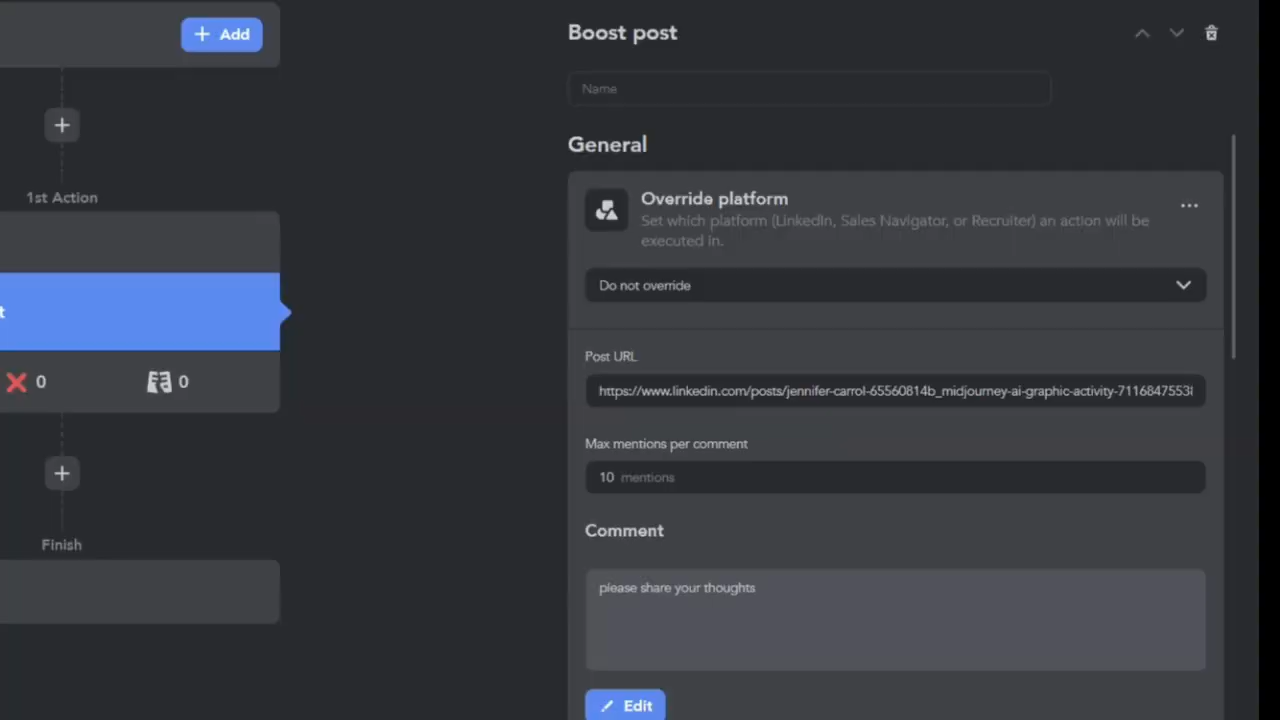 Add
1st Action
t
0
0
Finish
Boost post
Name
General
Override platform
Set which platform (LinkedIn, Sales Navigator, or Recruiter) an action will be
executed in.
Do not override
Post URL
https://www.linkedin.com/posts/jennifer-carrol-65560814b_midjourney-ai-graphic-activity-71168475538
Max mentions per comment
10 mentions
Comment
please share your thoughts
Edit